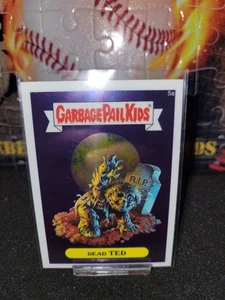 5a
GARBAGE PAIL KIDS
R.I.P.
DEAD TED